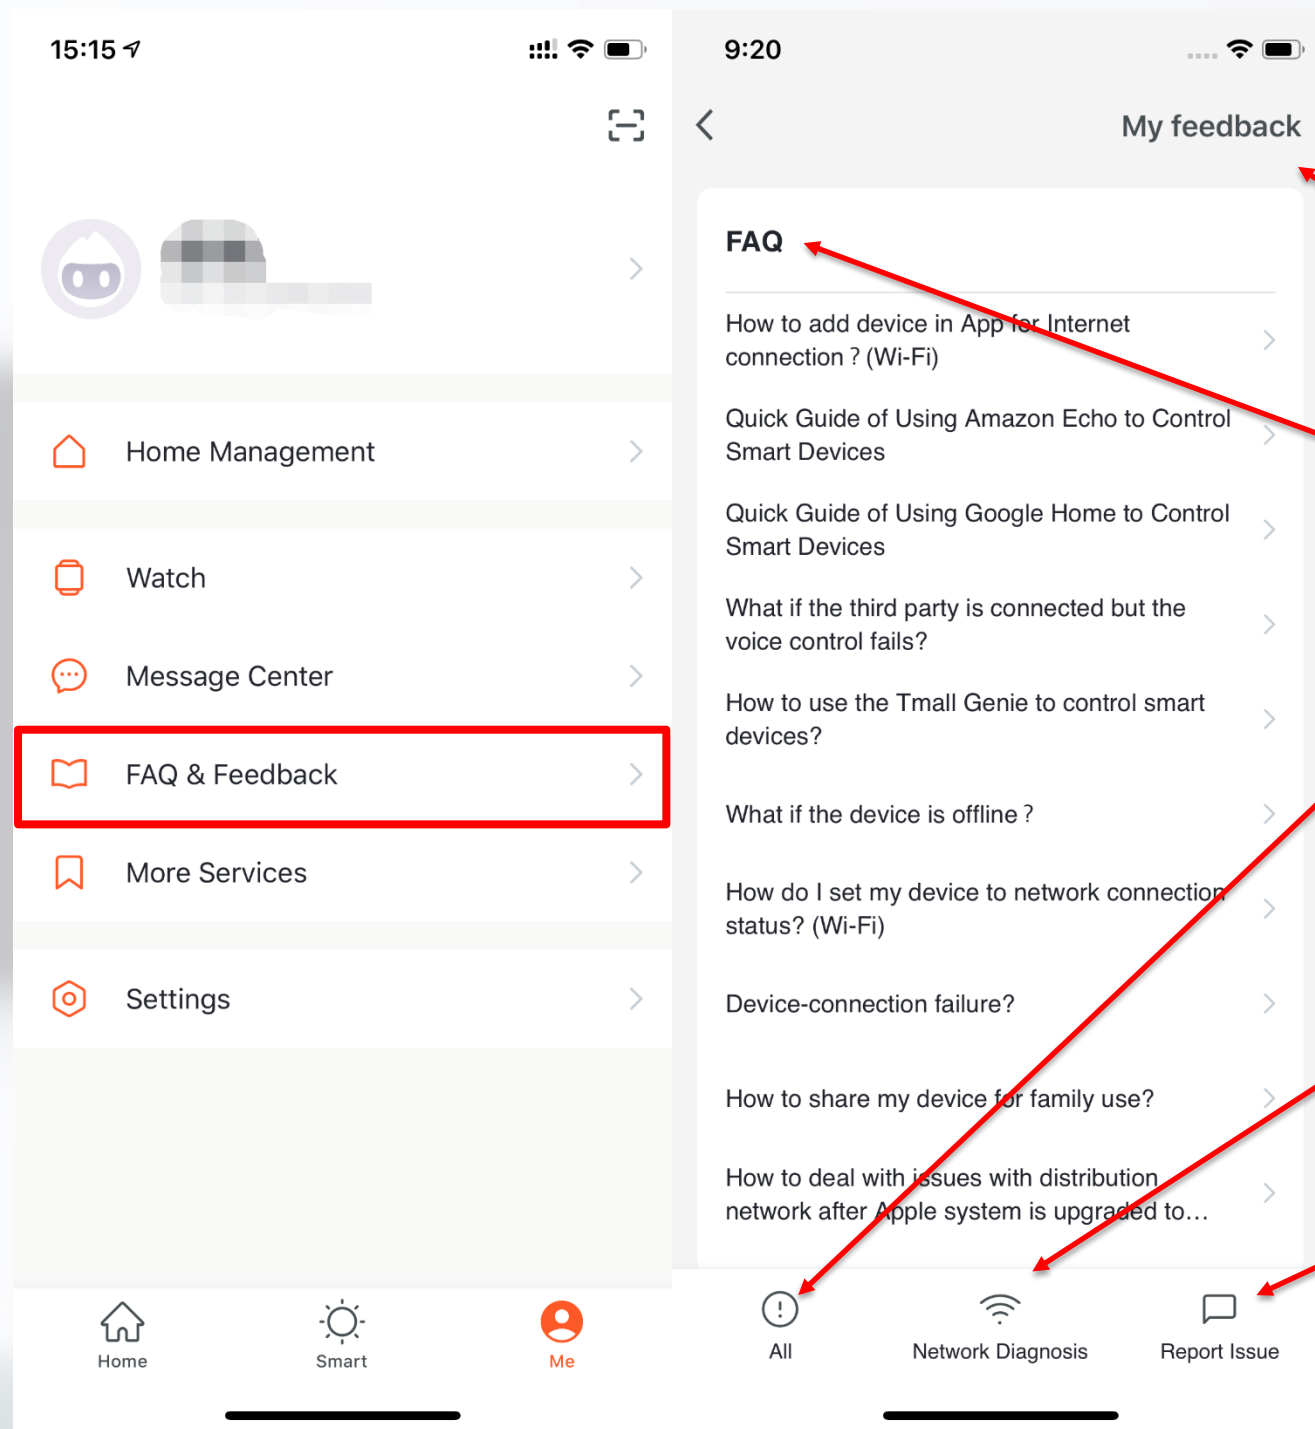 15:15
Home Management
Watch
Message Center
FAQ & Feedback
More Services
Settings
Home
Smart
Me
9:20
My feedback
FAQ
How to add device in App for Internet
connection？(Wi-Fi)
Quick Guide of Using Amazon Echo to Control
Smart Devices
Quick Guide of Using Google Home to Control
Smart Devices
What if the third party is connected but the
voice control fails?
How to use the Tmall Genie to control smart
devices?
What if the device is offline？
How do I set my device to network connection
status? (Wi-Fi)
Device-connection failure?
How to share my device for family use?
How to deal with issues with distribution
network after Apple system is upgraded to...
All
Network Diagnosis
Report Issue